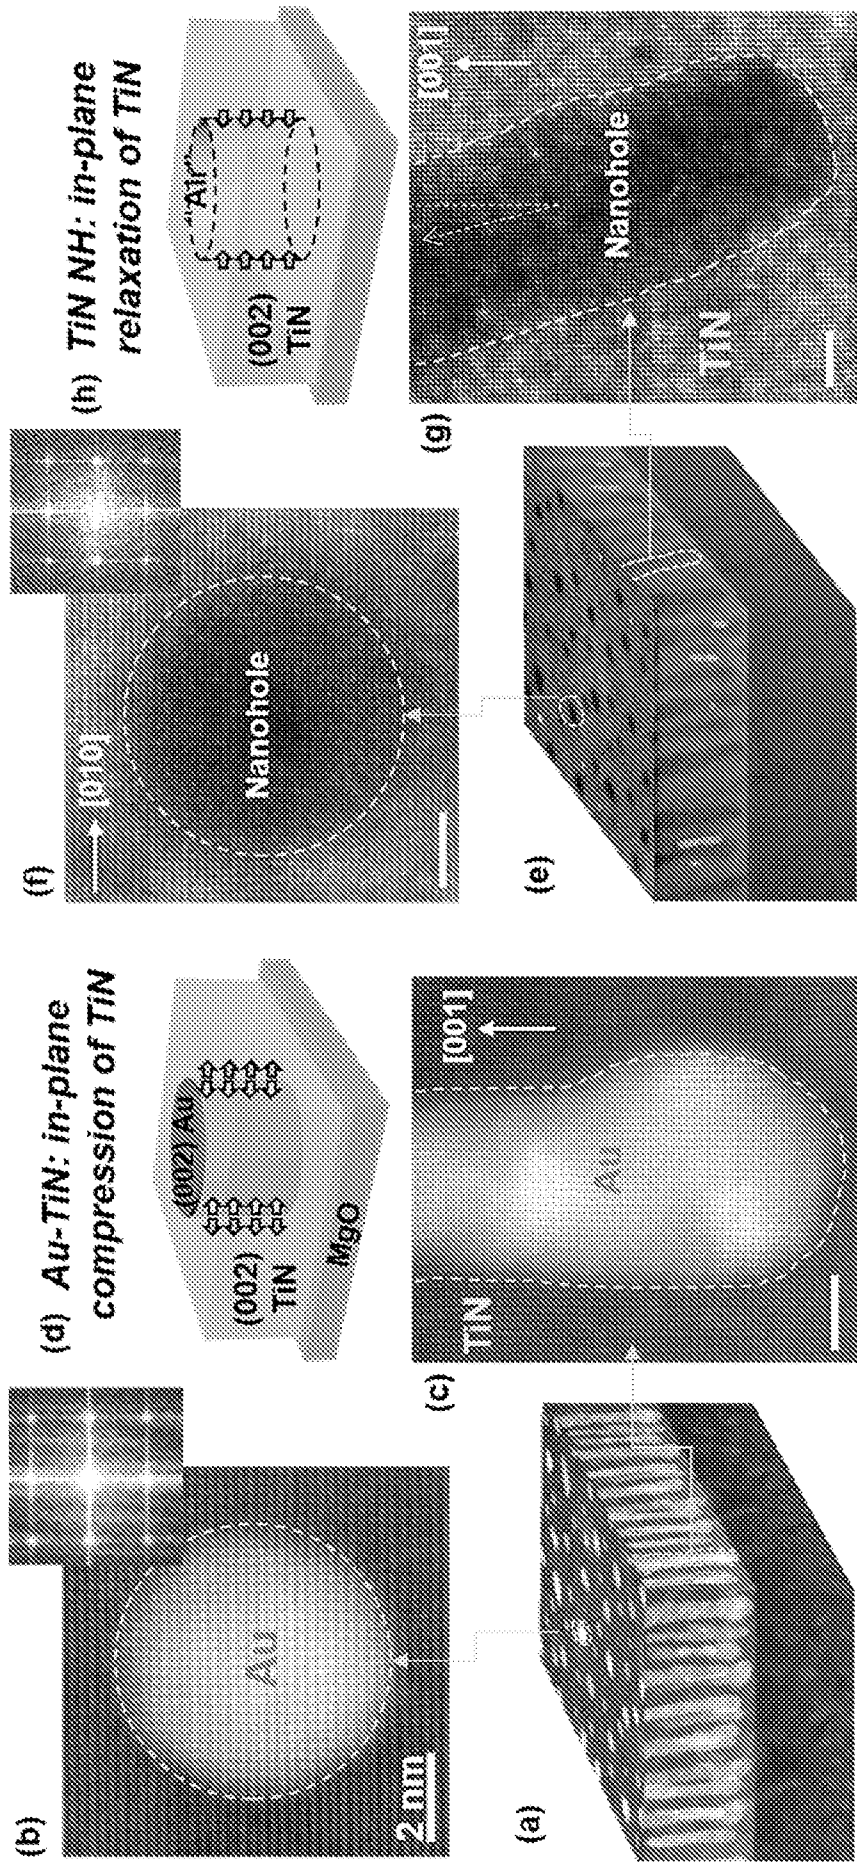 (b)
Au
2 nm
(a)
(c)
TiN
Au
[001]
(d) Au-TiN: in-plane
compression of TiN
(002) Au
(002)
TiN
MgO
(f)
[010]
Nanohole
(e)
(g)
[001]
Nanohole
TiN
(h) TiN NH: in-plane
relaxation of TiN
"Air"
(002)
TiN